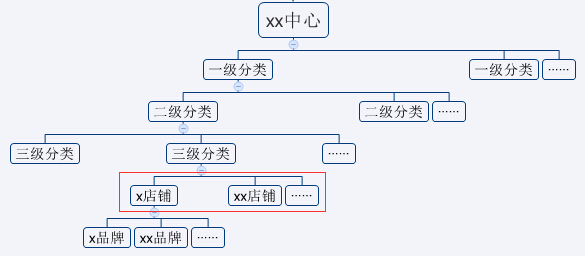 xx中心
一级分类 一级分类 ......
二级分类 二级分类 ......
三级分类 三级分类 ......
x店铺 xx店铺 ......
x品牌 xx品牌 ......